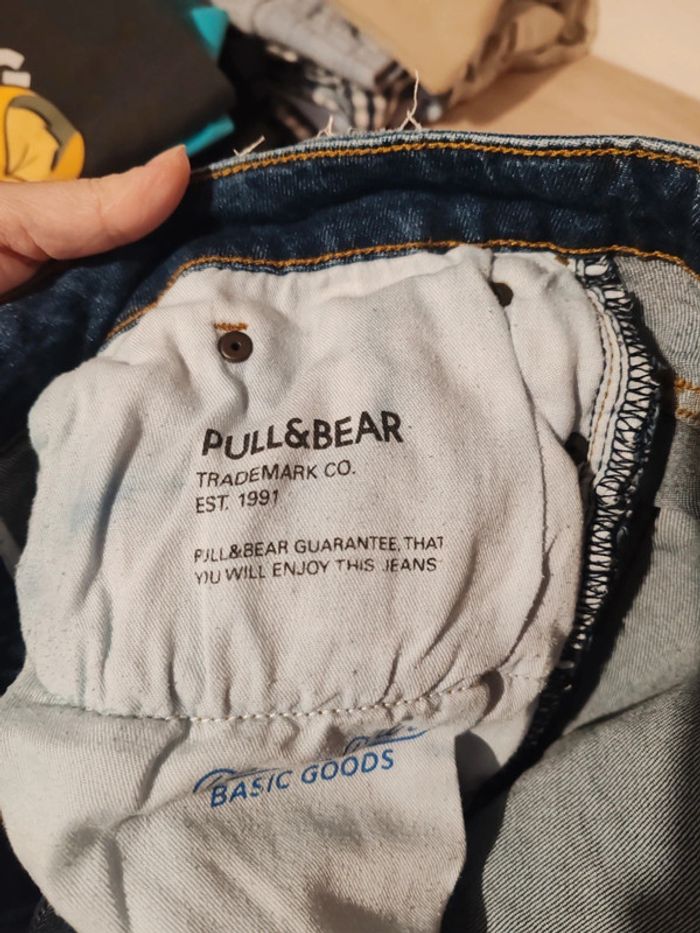 G
PULL&BEAR
TRADEMARK CO.
EST. 1991
PULL&BEAR GUARANTEE, THAT
YOU WILL ENJOY THIS JEANS
BASIC GOODS